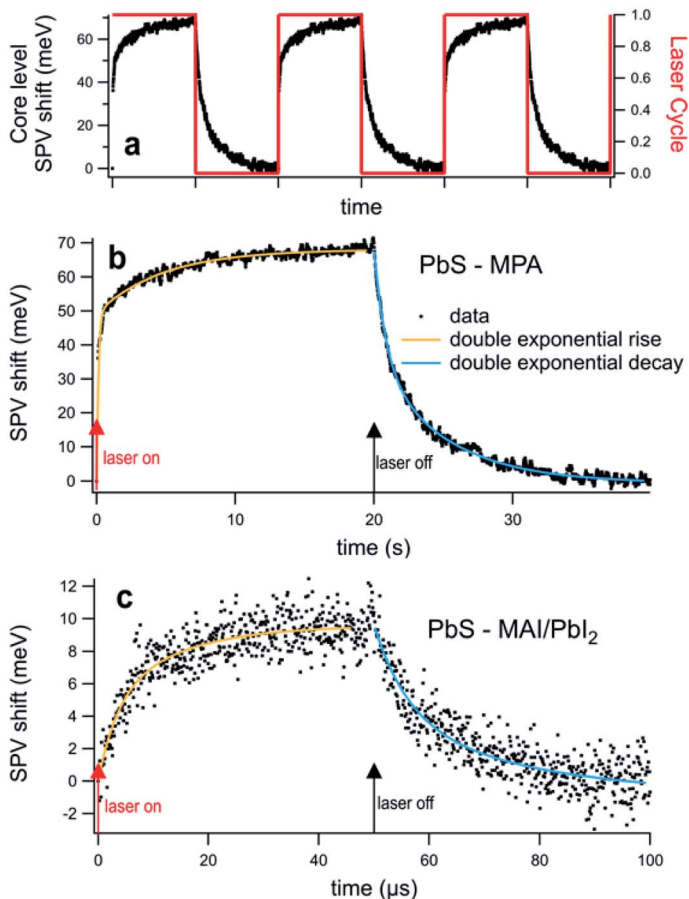 Core level
SPV shift (meV)
60
40
20
0
a
1.0
0.8
0.6
0.4
0.2
0.0
Laser Cycle
time
b
PbS - MPA
data
double exponential rise
double exponential decay
SPV shift (meV)
70
60
50
40
30
20
10
0
laser on
laser off
0 10 20 30
time (s)
c
PbS - MAI/PbI₂
SPV shift (meV)
12
10
8
6
4
2
0
-2
laser on
laser off
0 20 40 60 80 100
time (µs)